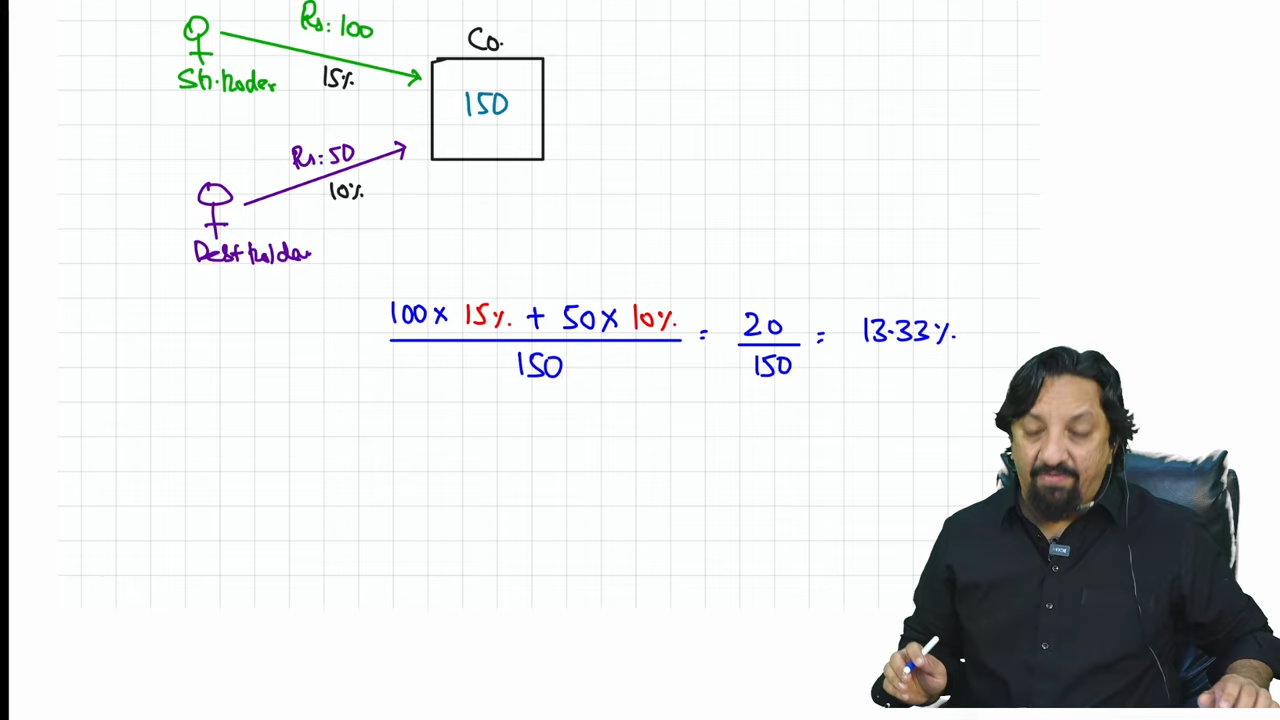 Rs: 100
15%
Sh.holder
Co.
150
Rs: 50
10%
Debt holder
100 x 15% + 50 x 10% = 20 = 13.33%
150 150